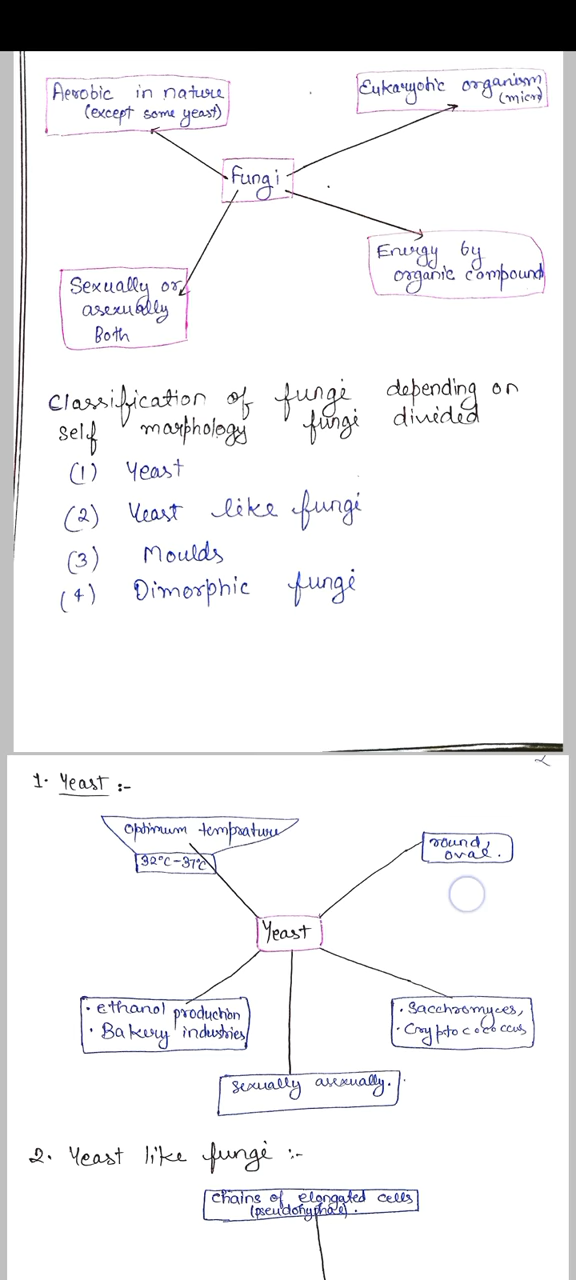 Aerobic in nature
(except some yeast)
Eukaryotic organism
(micro)
Fungi
Energy by
organic compound
Sexually or
asexually
Both
Classification of fungi depending on
self morphology fungi divided
(1) Yeast
(2) Yeast like fungi
(3) Moulds
(4) Dimorphic fungi
1. Yeast :-
optimum temprature
32°C-37°C
round,
oval.
Yeast
• ethanol production
• Bakery industries
• Sacchromyces,
• Cryptocococcus
Sexually asexually.
2. Yeast like fungi :-
Chains of elongated cells
(pseudohyphae).